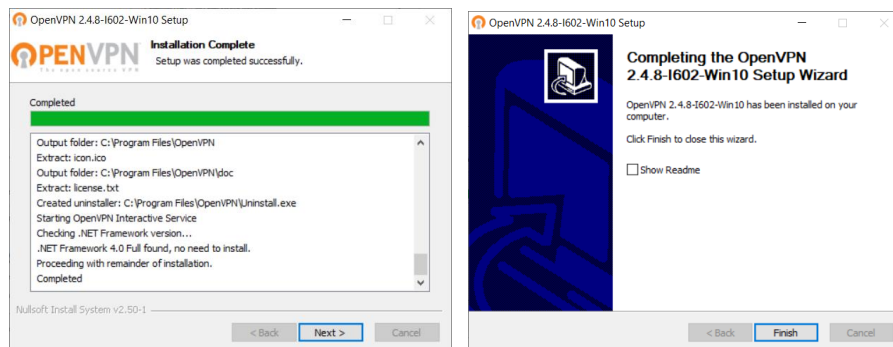 OpenVPN 2.4.8-I602-Win10 Setup
OPENVPN
Installation Complete
Setup was completed successfully.
Completed
Output folder: C:\Program Files\OpenVPN
Extract: icon.ico
Output folder: C:\Program Files\OpenVPN\doc
Extract: license.txt
Created uninstaller: C:\Program Files\OpenVPN\Uninstall.exe
Starting OpenVPN Interactive Service
Checking .NET Framework version...
.NET Framework 4.0 Full found, no need to install.
Proceeding with remainder of installation.
Completed
Nullsoft Install System v2.50-1
< Back Next > Cancel
OpenVPN 2.4.8-I602-Win10 Setup
Completing the OpenVPN
2.4.8-I602-Win10 Setup Wizard
OpenVPN 2.4.8-I602-Win10 has been installed on your
computer.
Click Finish to close this wizard.
Show Readme
< Back Finish Cancel